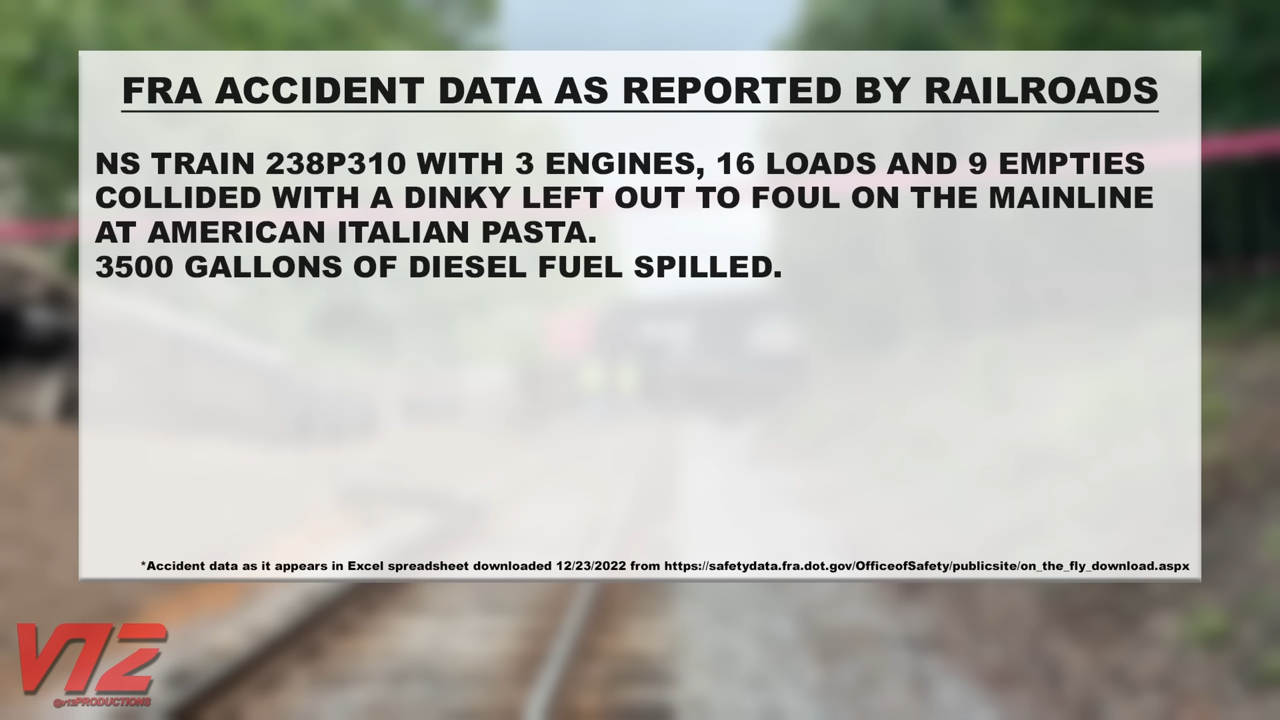 FRA ACCIDENT DATA AS REPORTED BY RAILROADS
NS TRAIN 238P310 WITH 3 ENGINES, 16 LOADS AND 9 EMPTIES
COLLIDED WITH A DINKY LEFT OUT TO FOUL ON THE MAINLINE
AT AMERICAN ITALIAN PASTA.
3500 GALLONS OF DIESEL FUEL SPILLED.
*Accident data as it appears in Excel spreadsheet downloaded 12/23/2022 from https://safetydata.fra.dot.gov/OfficeofSafety/publicsite/on_the_fly_download.aspx
V12
@v12PRODUCTIONS